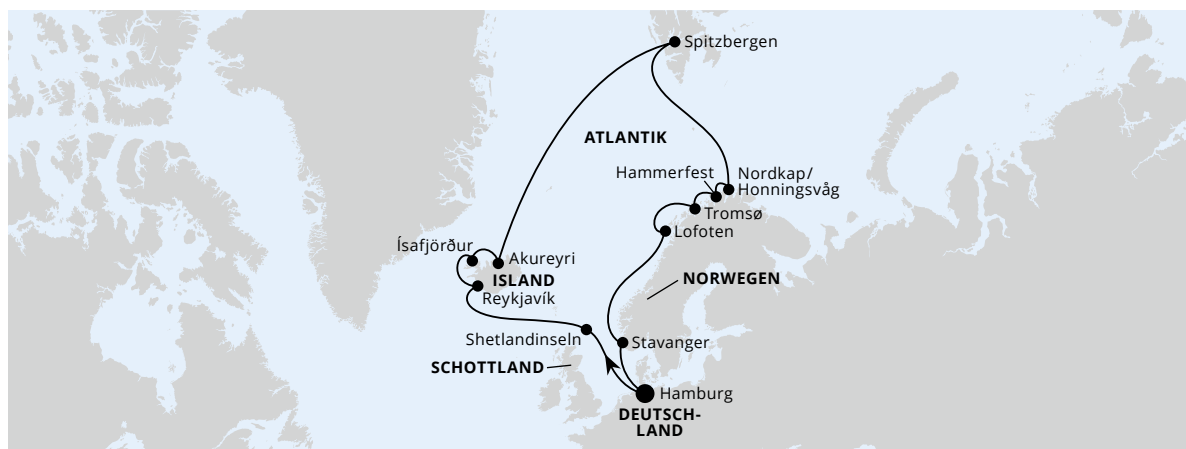 Spitzbergen
ATLANTIK
Hammerfest
Nordkap/
Honningsvåg
Tromsø
Lofoten
Ísafjörður
Akureyri
ISLAND
NORWEGEN
Reykjavík
Shetlandinseln
Stavanger
SCHOTTLAND
Hamburg
DEUTSCH-
LAND